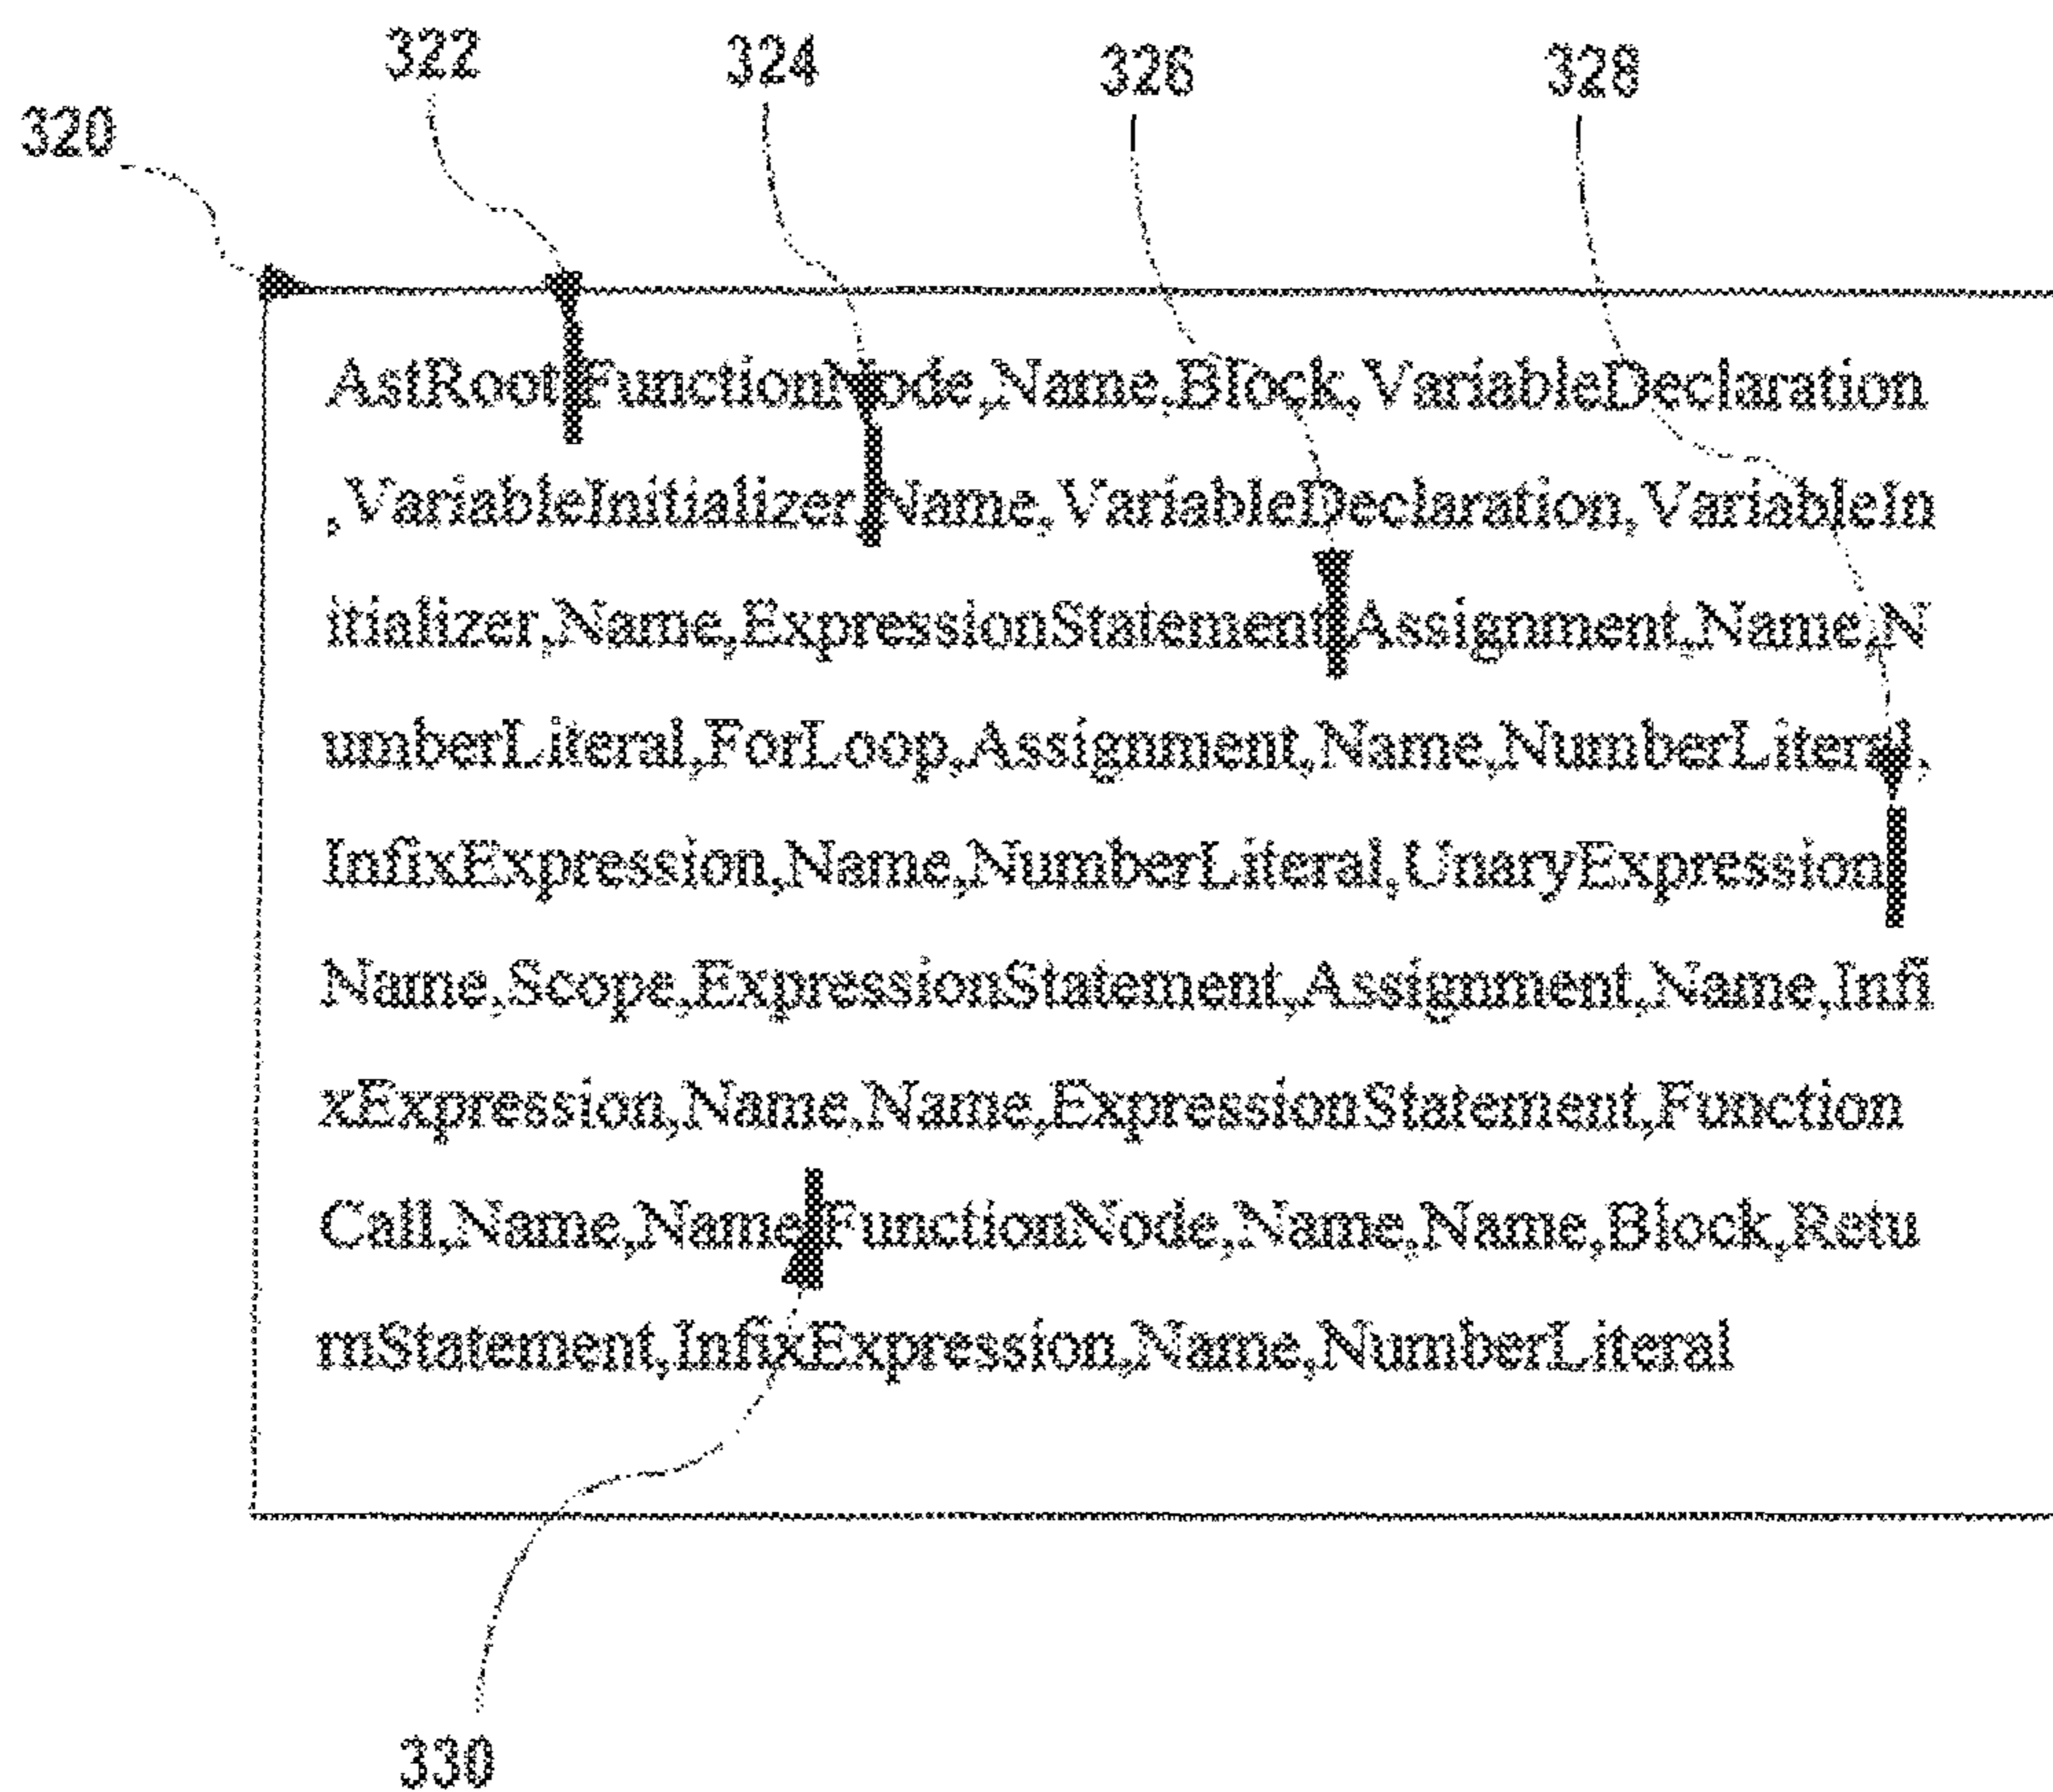 322
324
326
328
320
AstRoot FunctionNode,Name,Block,VariableDeclaration
,VariableInitializer,Name,VariableDeclaration,VariableIn
itializer,Name,ExpressionStatement,Assignment,Name,N
umberLiteral,ForLoop,Assignment,Name,NumberLiteral,
InfixExpression,Name,NumberLiteral,UnaryExpression
Name,Scope,ExpressionStatement,Assignment,Name,Infi
xExpression,Name,Name,ExpressionStatement,Function
Call,Name,Name FunctionNode,Name,Name,Block,Retu
rnStatement,InfixExpression,Name,NumberLiteral
330